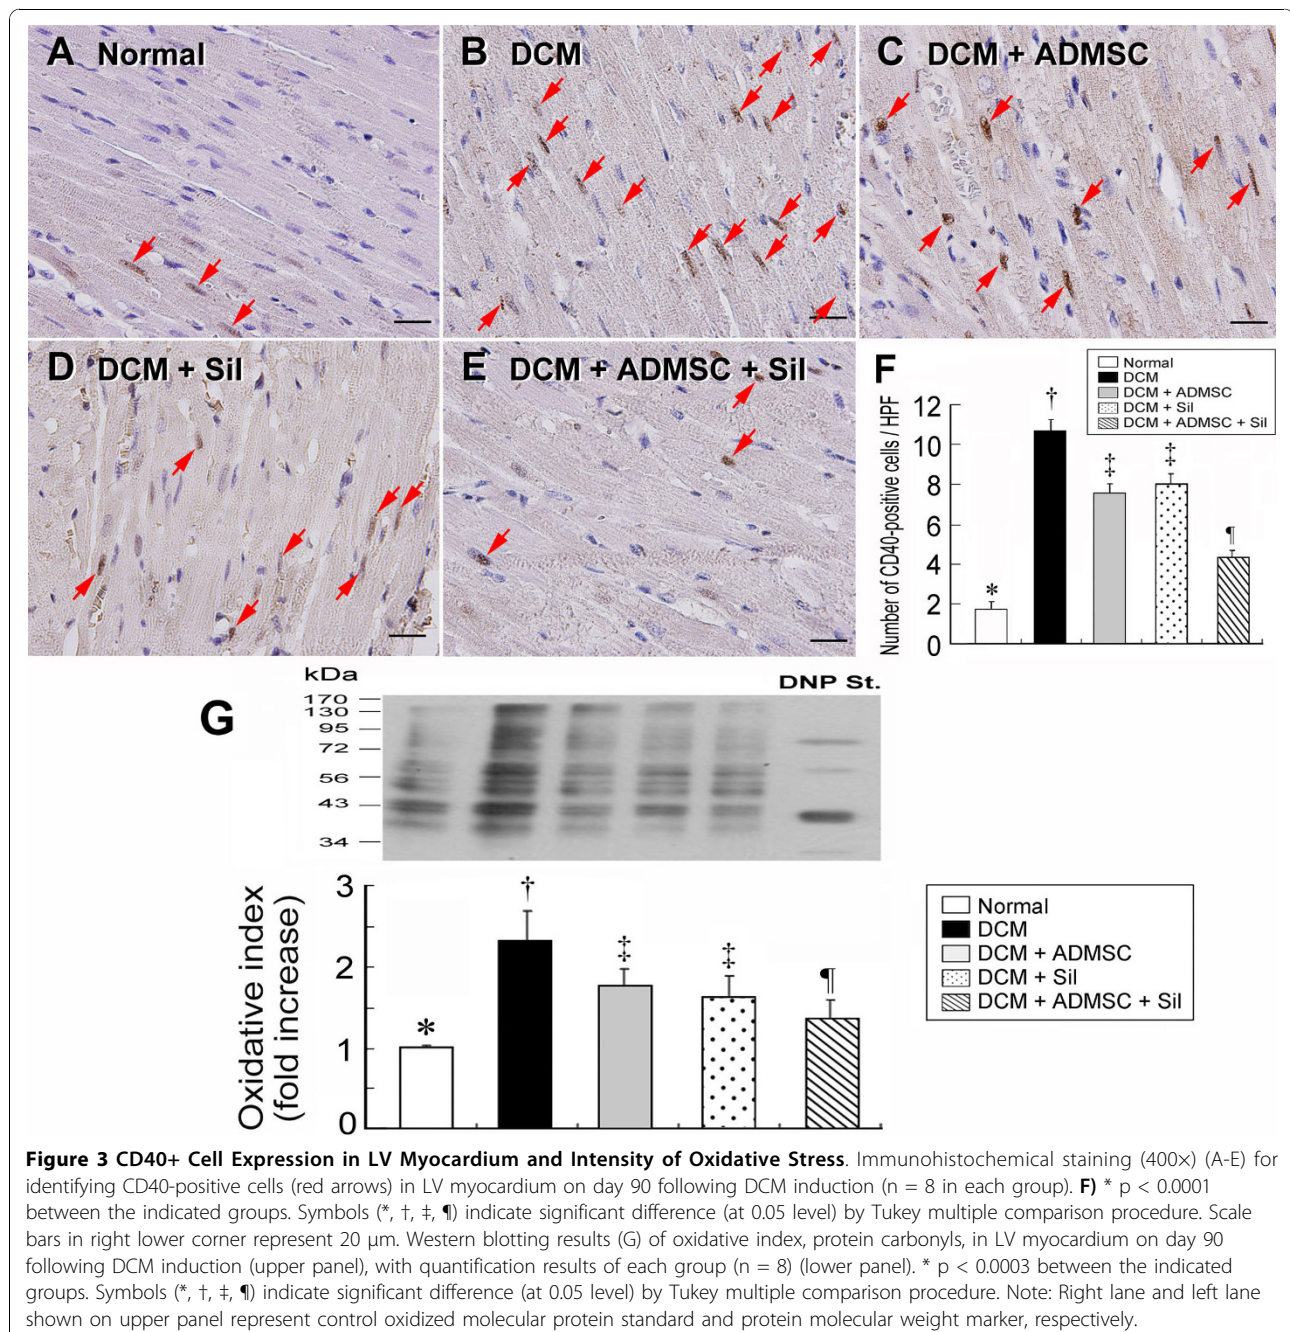 A Normal
B DCM
C DCM + ADMSC
D DCM + Sil
E DCM + ADMSC + Sil
F
Normal
DCM
DCM + ADMSC
DCM + Sil
DCM + ADMSC + Sil
Number of CD40-positive cells / HPF
12
10
8
6
4
2
0
*
†
‡
‡
¶
G
kDa
DNP St.
170
130
95
72
56
43
34
Oxidative index
(fold increase)
3
2
1
0
*
†
‡
‡
¶
Normal
DCM
DCM + ADMSC
DCM + Sil
DCM + ADMSC + Sil
Figure 3 CD40+ Cell Expression in LV Myocardium and Intensity of Oxidative Stress. Immunohistochemical staining (400×) (A-E) for
identifying CD40-positive cells (red arrows) in LV myocardium on day 90 following DCM induction (n = 8 in each group). F) * p < 0.0001
between the indicated groups. Symbols (*, †, ‡, ¶) indicate significant difference (at 0.05 level) by Tukey multiple comparison procedure. Scale
bars in right lower corner represent 20 μm. Western blotting results (G) of oxidative index, protein carbonyls, in LV myocardium on day 90
following DCM induction (upper panel), with quantification results of each group (n = 8) (lower panel). * p < 0.0003 between the indicated
groups. Symbols (*, †, ‡, ¶) indicate significant difference (at 0.05 level) by Tukey multiple comparison procedure. Note: Right lane and left lane
shown on upper panel represent control oxidized molecular protein standard and protein molecular weight marker, respectively.